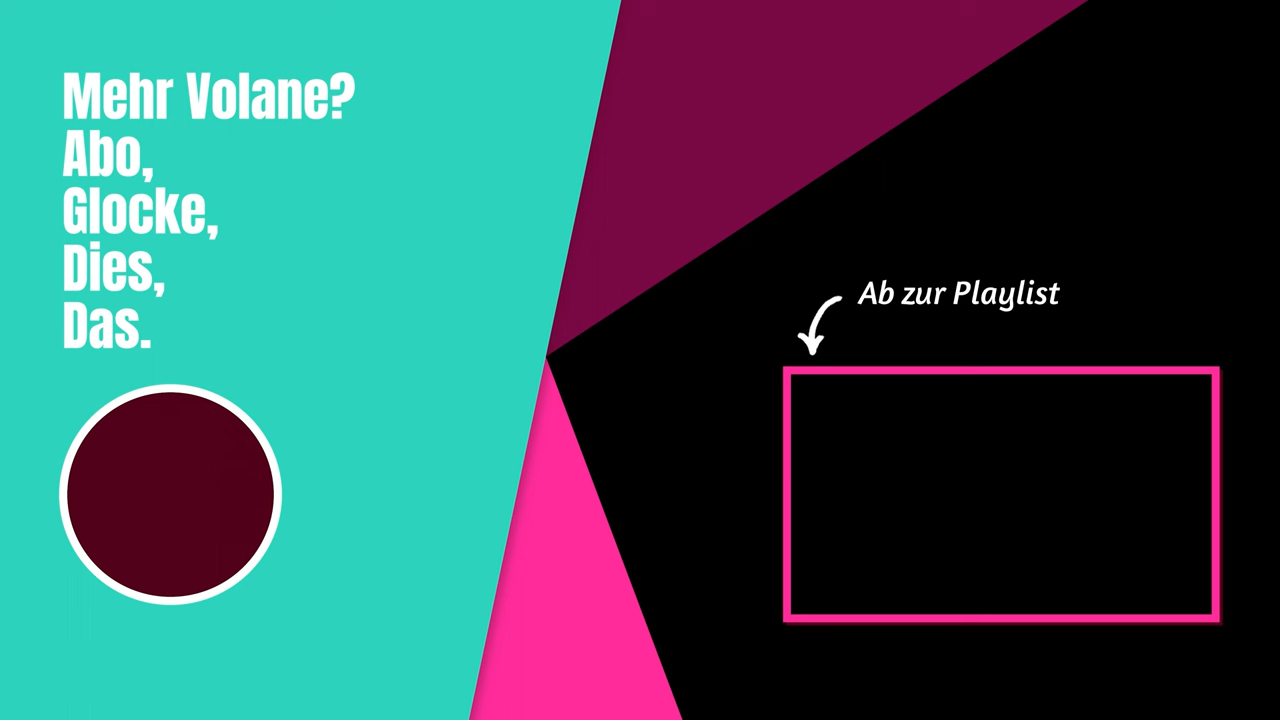 Mehr Volane?
Abo,
Glocke,
Dies,
Das.
Ab zur Playlist